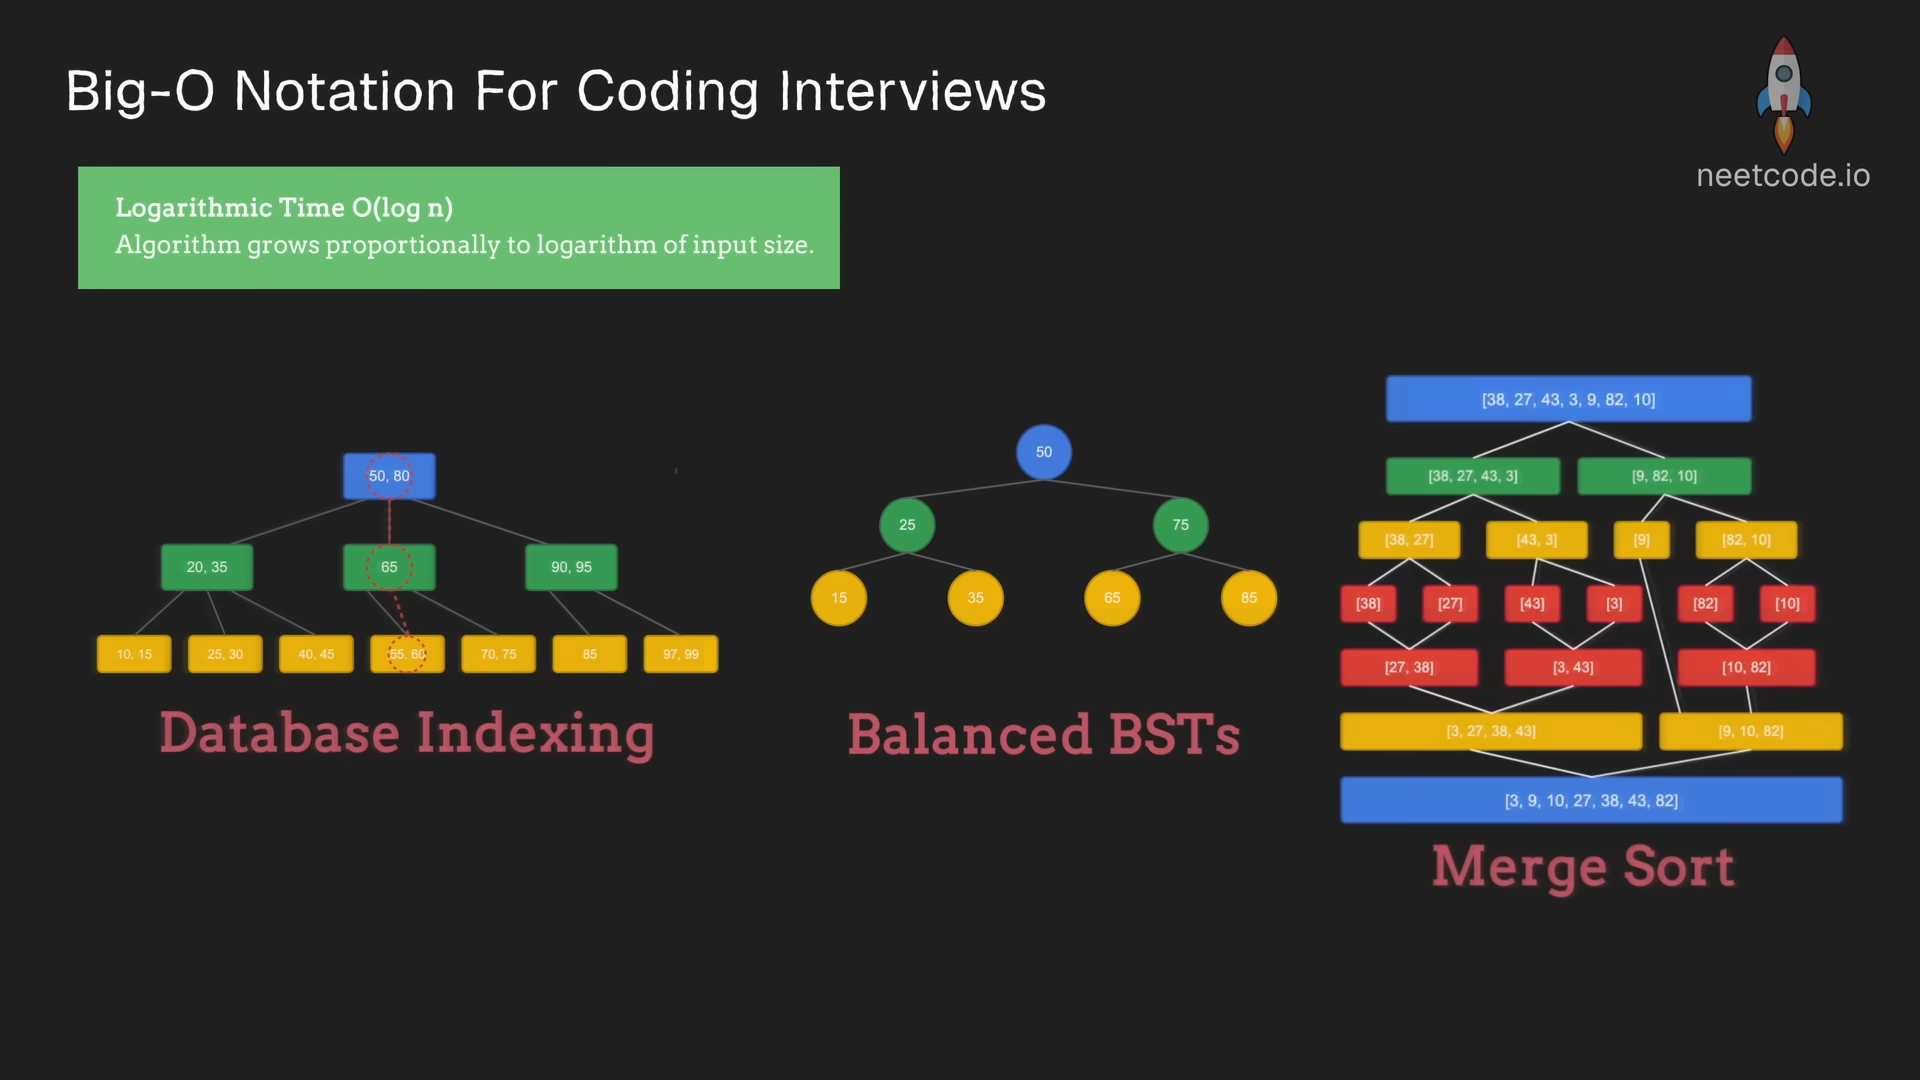 Big-O Notation For Coding Interviews
neetcode.io
Logarithmic Time O(log n)
Algorithm grows proportionally to logarithm of input size.
50, 80
20, 35
65
90, 95
10, 15
25, 30
40, 45
55, 60
70, 75
85
97, 99
Database Indexing
50
25
75
15
35
65
85
Balanced BSTs
[38, 27, 43, 3, 9, 82, 10]
[38, 27, 43, 3]
[9, 82, 10]
[38, 27]
[43, 3]
[9]
[82, 10]
[38]
[27]
[43]
[3]
[82]
[10]
[27, 38]
[3, 43]
[10, 82]
[3, 27, 38, 43]
[9, 10, 82]
[3, 9, 10, 27, 38, 43, 82]
Merge Sort